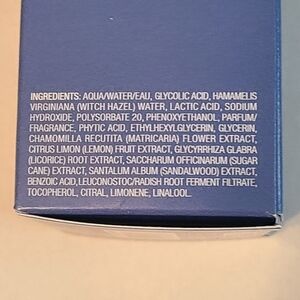 INGREDIENTS: AQUA/WATER/EAU, GLYCOLIC ACID, HAMAMELIS
VIRGINIANA (WITCH HAZEL) WATER, LACTIC ACID, SODIUM
HYDROXIDE, POLYSORBATE 20, PHENOXYETHANOL, PARFUM/
FRAGRANCE, PHYTIC ACID, ETHYLHEXYLGLYCERIN, GLYCERIN,
CHAMOMILLA RECUTITA (MATRICARIA) FLOWER EXTRACT,
CITRUS LIMON (LEMON) FRUIT EXTRACT, GLYCYRRHIZA GLABRA
(LICORICE) ROOT EXTRACT, SACCHARUM OFFICINARUM (SUGAR
CANE) EXTRACT, SANTALUM ALBUM (SANDALWOOD) EXTRACT,
BENZOIC ACID,LEUCONOSTOC/RADISH ROOT FERMENT FILTRATE,
TOCOPHEROL, CITRAL, LIMONENE, LINALOOL.